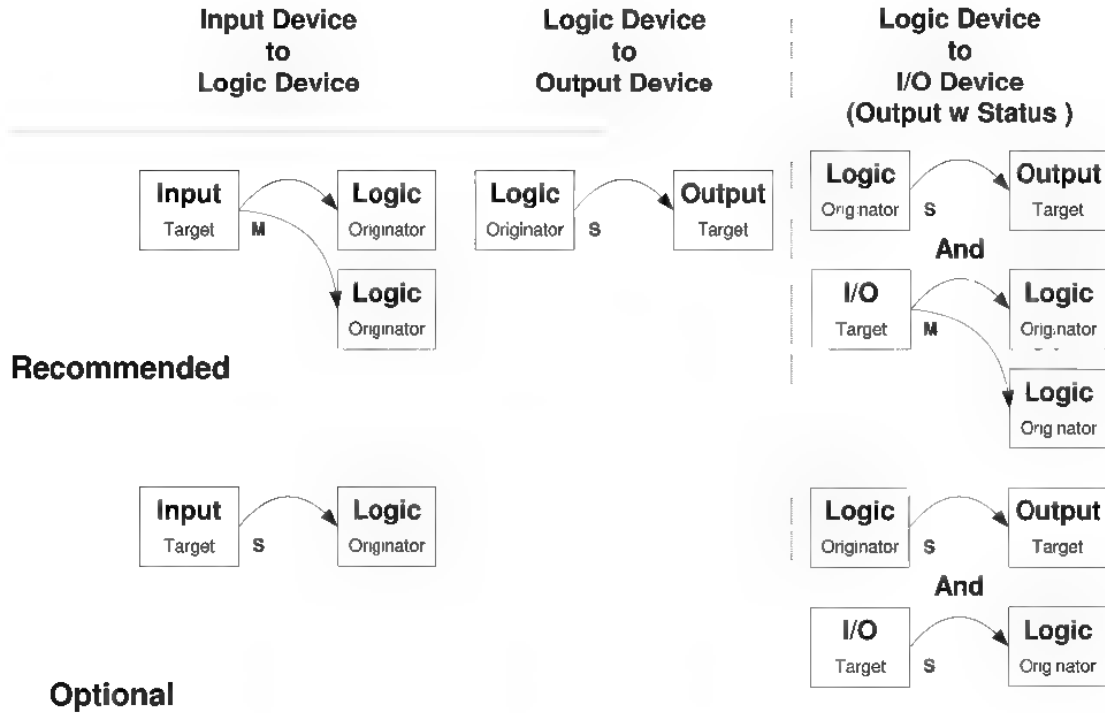 Input Device
to
Logic Device
Logic Device
to
Output Device
Logic Device
to
I/O Device
(Output w Status )
Input
Target
M
Logic
Originator
Logic
Originator
Logic
Originator
S
Output
Target
Logic
Originator
S
Output
Target
And
I/O
Target
M
Logic
Originator
Logic
Originator
Recommended
Input
Target
S
Logic
Originator
Logic
Originator
S
Output
Target
And
I/O
Target
S
Logic
Originator
Optional